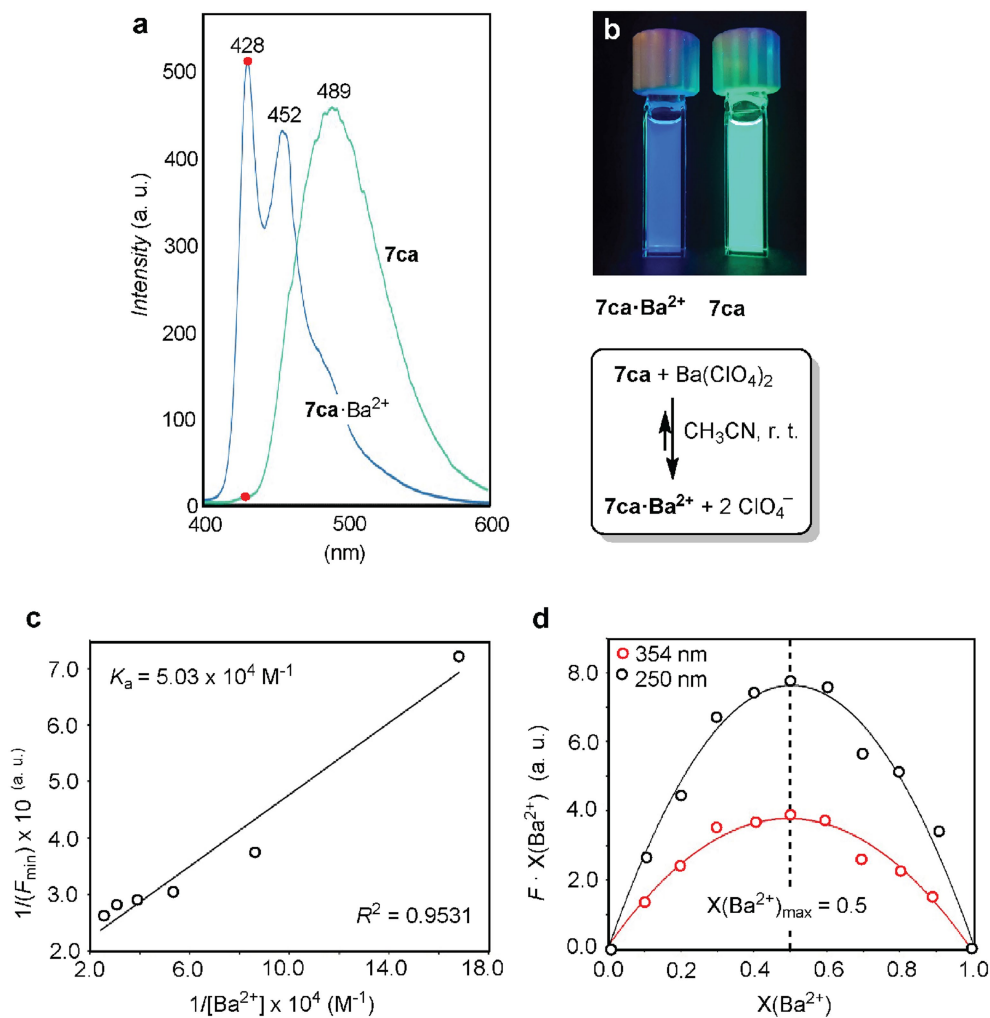 a
428
452
489
500
400
300
200
100
0
Intensity (a. u.)
7ca
7ca·Ba²⁺
400
500
600
(nm)
b
7ca·Ba²⁺ 7ca
7ca + Ba(ClO₄)₂
CH₃CN, r. t.
7ca·Ba²⁺ + 2 ClO₄⁻
c
7.0
6.0
5.0
4.0
3.0
2.0
1/(Fmin) x 10 (a. u.)
Kₐ = 5.03 x 10⁴ M⁻¹
R² = 0.9531
2.0
6.0
10.0
14.0
18.0
1/[Ba²⁺] x 10⁴ (M⁻¹)
d
354 nm
250 nm
8.0
6.0
4.0
2.0
0.0
F · X(Ba²⁺) (a. u.)
X(Ba²⁺)max = 0.5
0.0
0.2
0.4
0.6
0.8
1.0
X(Ba²⁺)